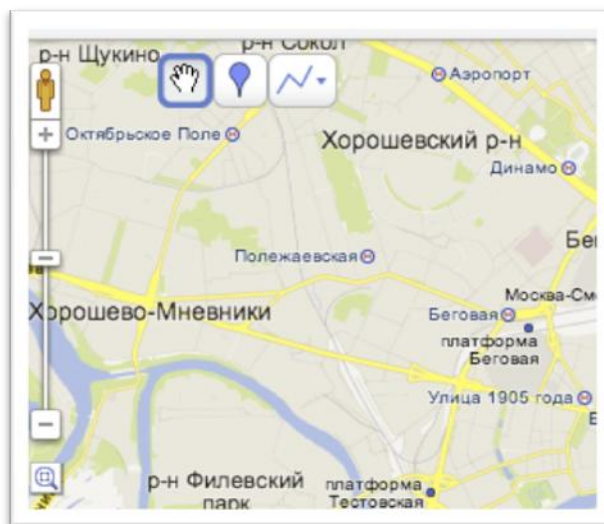 р-н Щукино
р-н Сокол
Аэропорт
Октябрьское Поле
Хорошевский р-н
Динамо
Полежаевская
Бе
Москва-См
Хорошево-Мневники
Беговая
платформа
Беговая
Улица 1905 года
р-н Филевский
парк
платформа
Тестовская